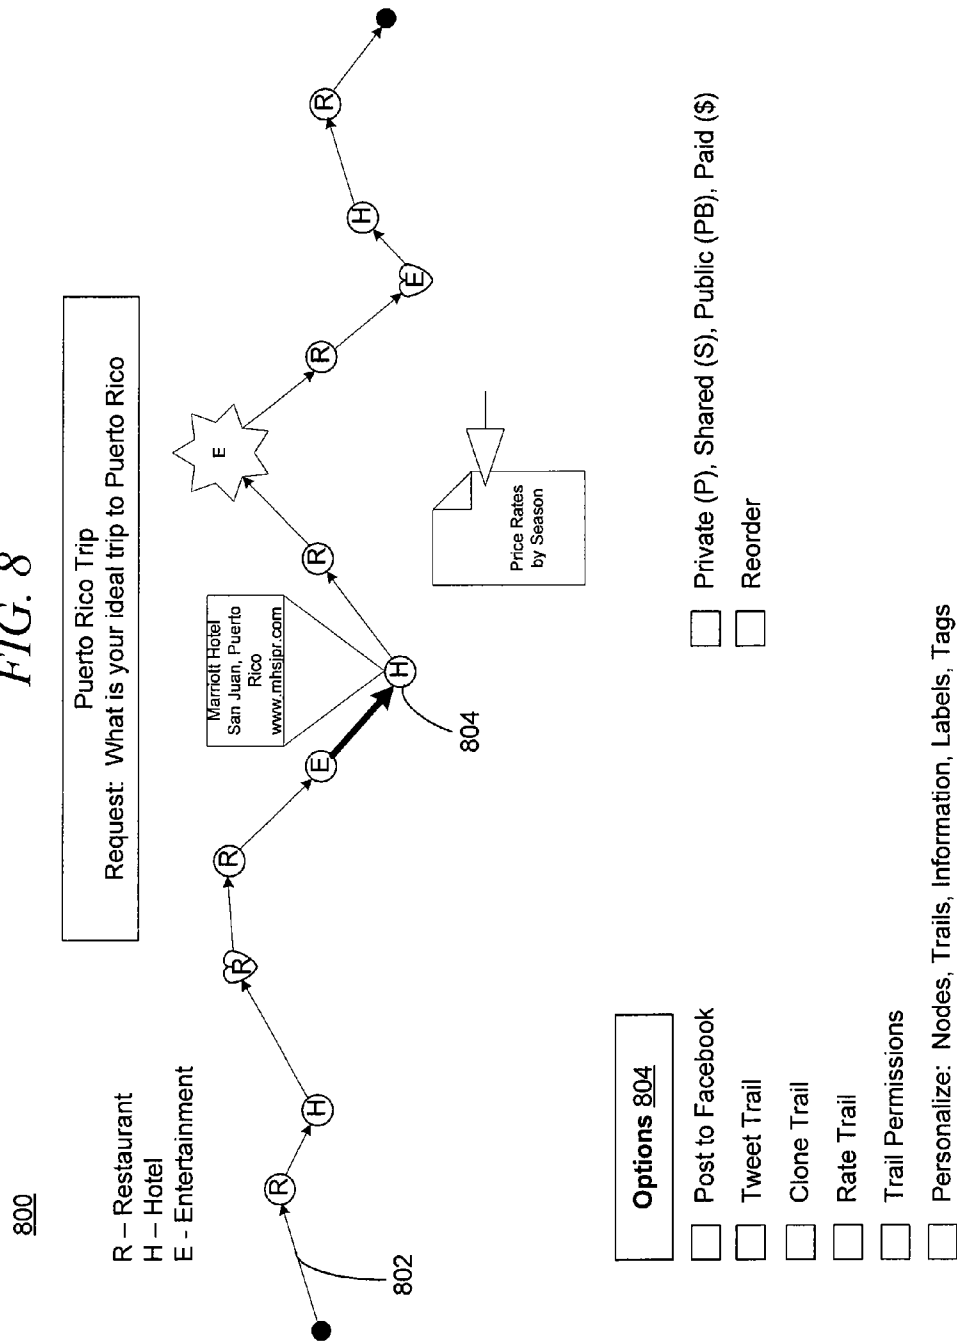 FIG. 8
800
Puerto Rico Trip
Request: What is your ideal trip to Puerto Rico
R – Restaurant
H – Hotel
E - Entertainment
R
H
R
R
E
H
R
E
R
E
H
R
Marriott Hotel
San Juan, Puerto
Rico
www.mhsjpr.com
802
804
Price Rates
by Season
Options 804
Post to Facebook
Tweet Trail
Clone Trail
Rate Trail
Trail Permissions
Personalize: Nodes, Trails, Information, Labels, Tags
Private (P), Shared (S), Public (PB), Paid ($)
Reorder